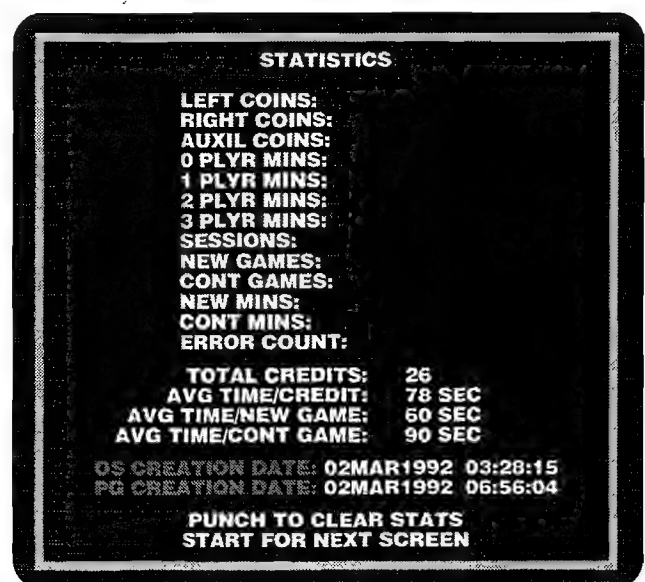 STATISTICS
LEFT COINS:
RIGHT COINS:
AUXIL COINS:
0 PLYR MINS:
1 PLYR MINS:
2 PLYR MINS:
3 PLYR MINS:
SESSIONS:
NEW GAMES:
CONT GAMES:
NEW MINS:
CONT MINS:
ERROR COUNT:
TOTAL CREDITS: 26
AVG TIME/CREDIT: 78 SEC
AVG TIME/NEW GAME: 60 SEC
AVG TIME/CONT GAME: 90 SEC
OS CREATION DATE: 02MAR1992 03:28:15
PG CREATION DATE: 02MAR1992 06:56:04
PUNCH TO CLEAR STATS
START FOR NEXT SCREEN